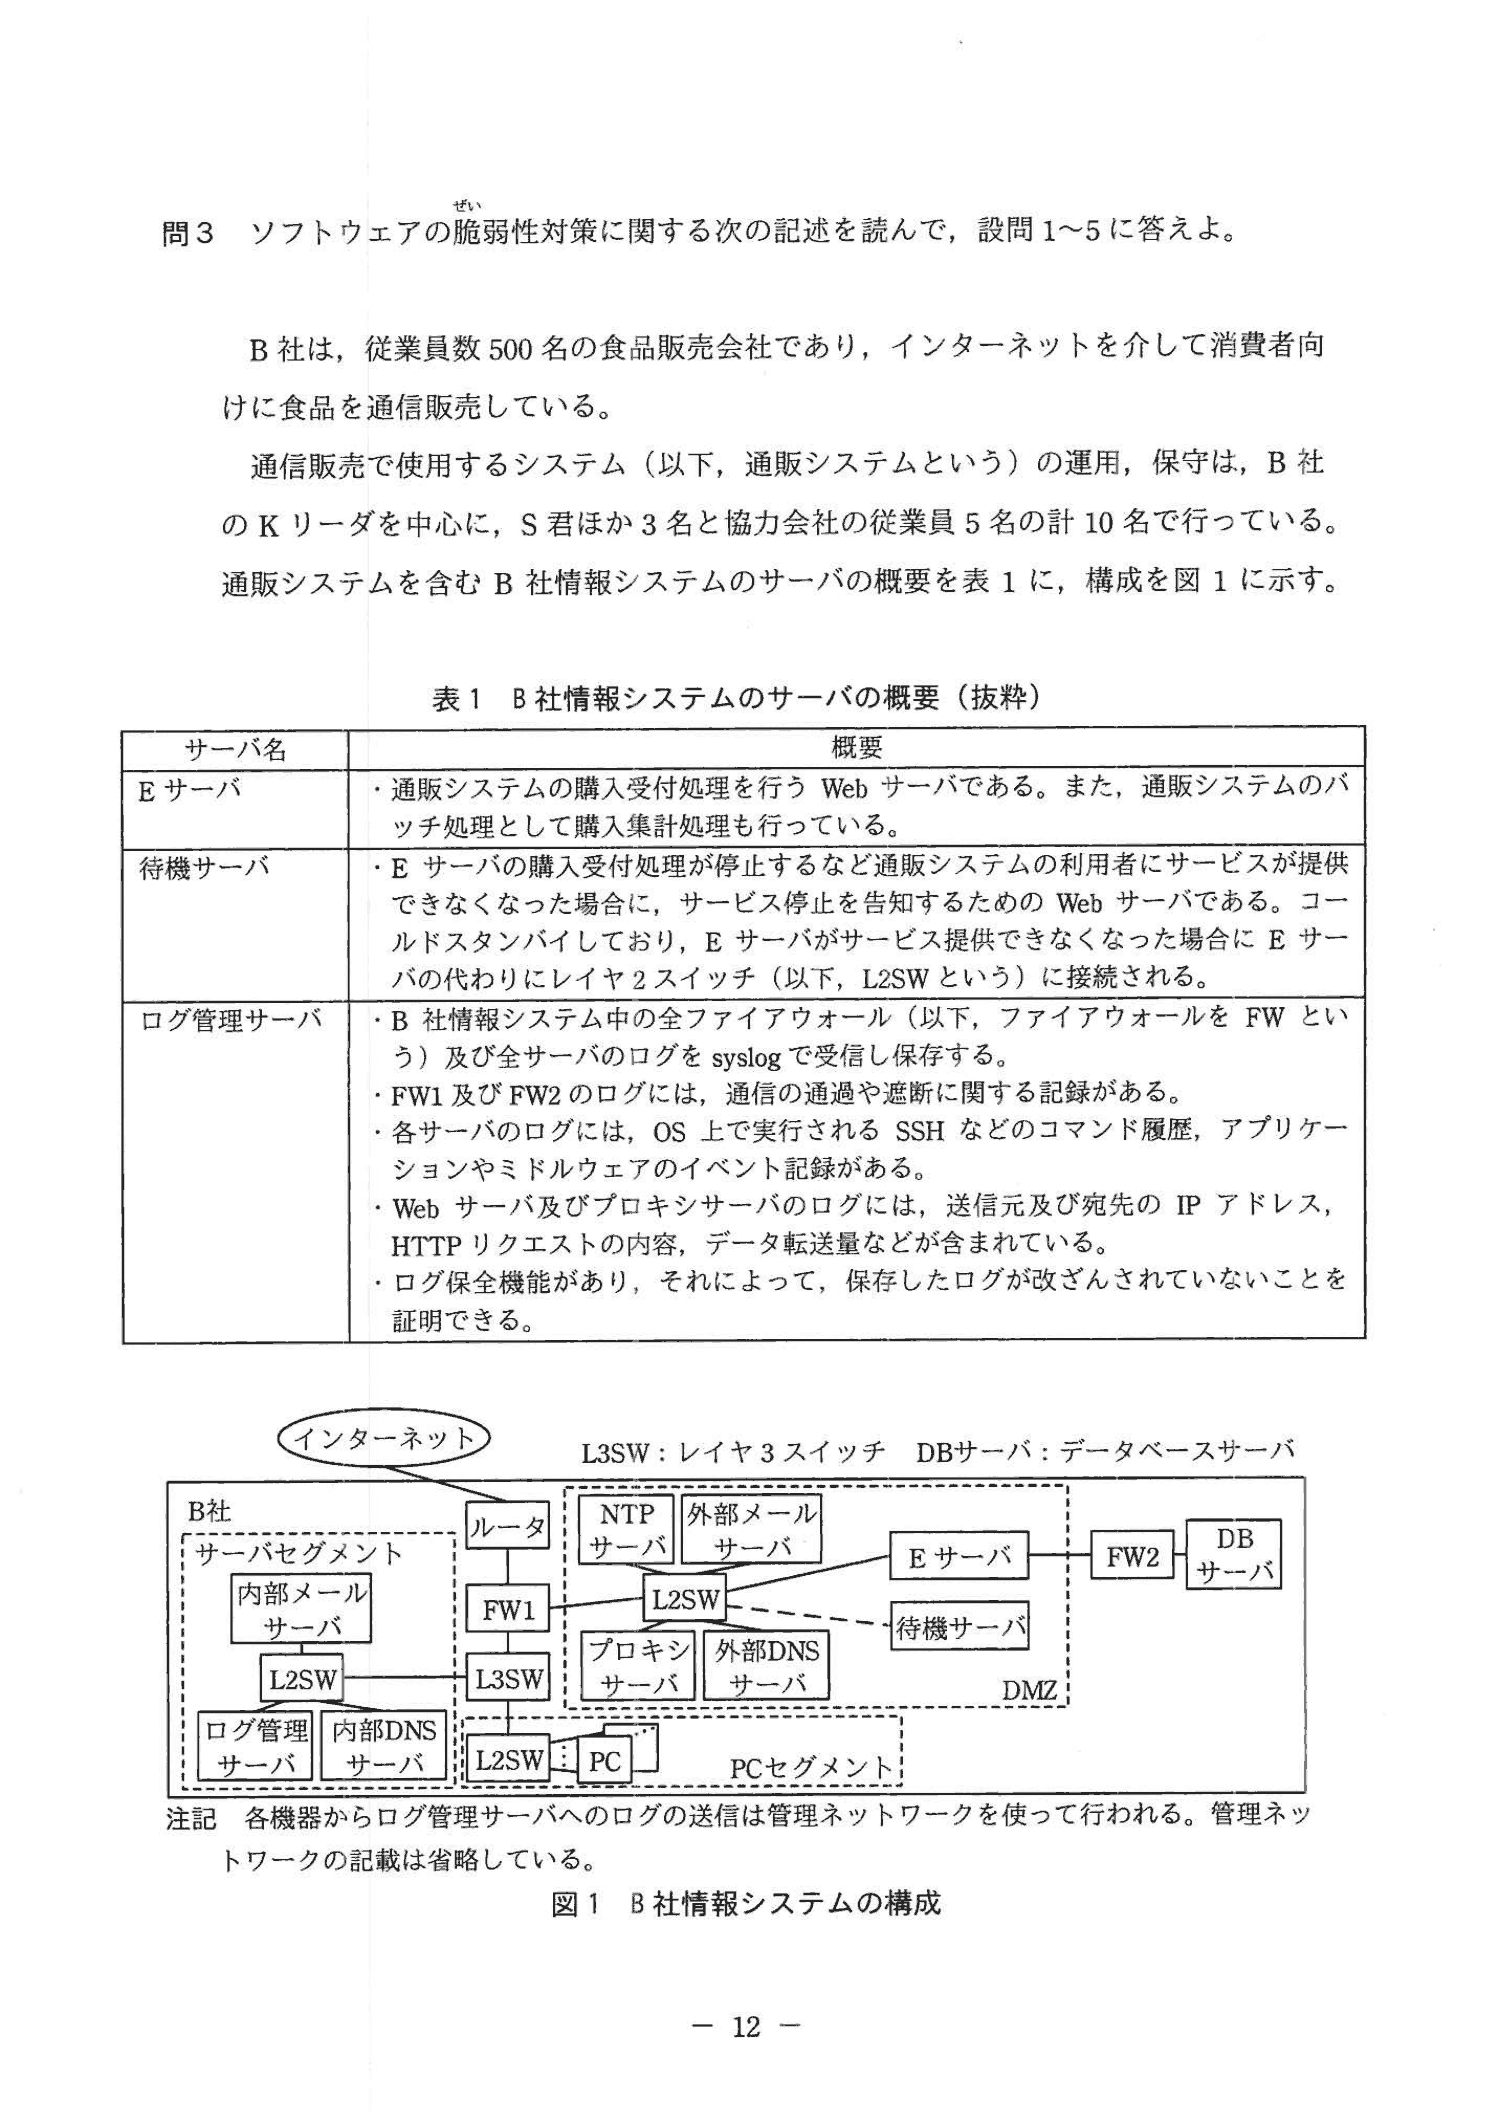 ぜい
問3　ソフトウェアの脆弱性対策に関する次の記述を読んで，設問1〜5に答えよ。
B社は，従業員数500名の食品販売会社であり，インターネットを介して消費者向
けに食品を通信販売している。
通信販売で使用するシステム（以下，通販システムという）の運用，保守は，B社
のKリーダを中心に，S君ほか3名と協力会社の従業員5名の計10名で行っている。
通販システムを含むB社情報システムのサーバの概要を表1に，構成を図1に示す。
表1　B社情報システムのサーバの概要（抜粋）
サーバ名　概要
Eサーバ　・通販システムの購入受付処理を行うWebサーバである。また，通販システムのバ
ッチ処理として購入集計処理も行っている。
待機サーバ　・Eサーバの購入受付処理が停止するなど通販システムの利用者にサービスが提供
できなくなった場合に，サービス停止を告知するためのWebサーバである。コー
ルドスタンバイしており，Eサーバがサービス提供できなくなった場合にEサー
バの代わりにレイヤ2スイッチ（以下，L2SWという）に接続される。
ログ管理サーバ　・B社情報システム中の全ファイアウォール（以下，ファイアウォールをFWとい
う）及び全サーバのログをsyslogで受信し保存する。
・FW1及びFW2のログには，通信の通過や遮断に関する記録がある。
・各サーバのログには，OS上で実行されるSSHなどのコマンド履歴，アプリケー
ションやミドルウェアのイベント記録がある。
・Webサーバ及びプロキシサーバのログには，送信元及び宛先のIPアドレス，
HTTPリクエストの内容，データ転送量などが含まれている。
・ログ保全機能があり，それによって，保存したログが改ざんされていないことを
証明できる。
インターネット
L3SW：レイヤ3スイッチ　DBサーバ：データベースサーバ
B社
サーバセグメント
内部メール
サーバ
L2SW
ログ管理
サーバ
内部DNS
サーバ
ルータ
FW1
L3SW
L2SW
PC
PCセグメント
NTP
サーバ
外部メール
サーバ
L2SW
プロキシ
サーバ
外部DNS
サーバ
Eサーバ
待機サーバ
DMZ
FW2
DB
サーバ
注記　各機器からログ管理サーバへのログの送信は管理ネットワークを使って行われる。管理ネッ
トワークの記載は省略している。
図1　B社情報システムの構成
－ 12 －